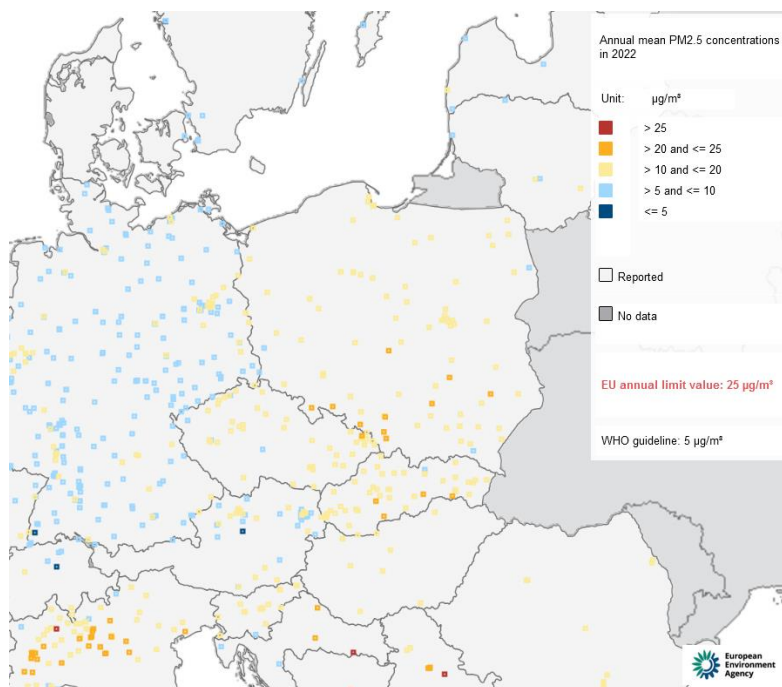 Annual mean PM2.5 concentrations
in 2022
Unit: µg/m³
> 25
> 20 and <= 25
> 10 and <= 20
> 5 and <= 10
<= 5
Reported
No data
EU annual limit value: 25 µg/m³
WHO guideline: 5 µg/m³
European
Environment
Agency